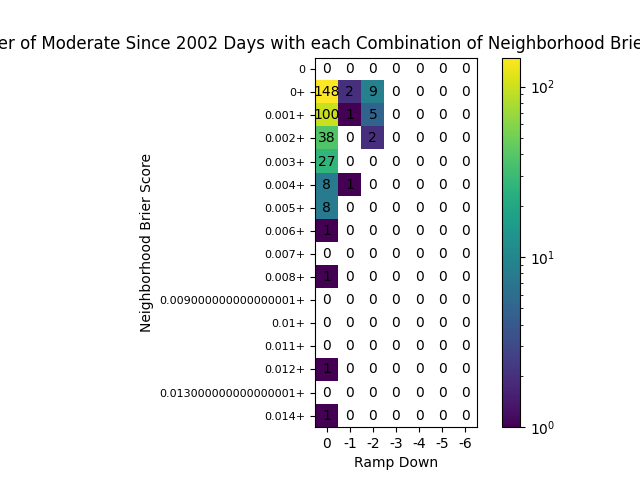 er of Moderate Since 2002 Days with each Combination of Neighborhood Brie
Neighborhood Brier Score
0 0 0 0 0 0 0 0
0+ 148 2 9 0 0 0 0
0.001+ 100 1 5 0 0 0 0
0.002+ 38 0 2 0 0 0 0
0.003+ 27 0 0 0 0 0 0
0.004+ 8 1 0 0 0 0 0
0.005+ 8 0 0 0 0 0 0
0.006+ 1 0 0 0 0 0 0
0.007+ 0 0 0 0 0 0 0
0.008+ 1 0 0 0 0 0 0
0.009000000000000001+ 0 0 0 0 0 0 0
0.01+ 0 0 0 0 0 0 0
0.011+ 0 0 0 0 0 0 0
0.012+ 1 0 0 0 0 0 0
0.013000000000000001+ 0 0 0 0 0 0 0
0.014+ 1 0 0 0 0 0 0
0 -1 -2 -3 -4 -5 -6
Ramp Down
10²
10¹
10⁰